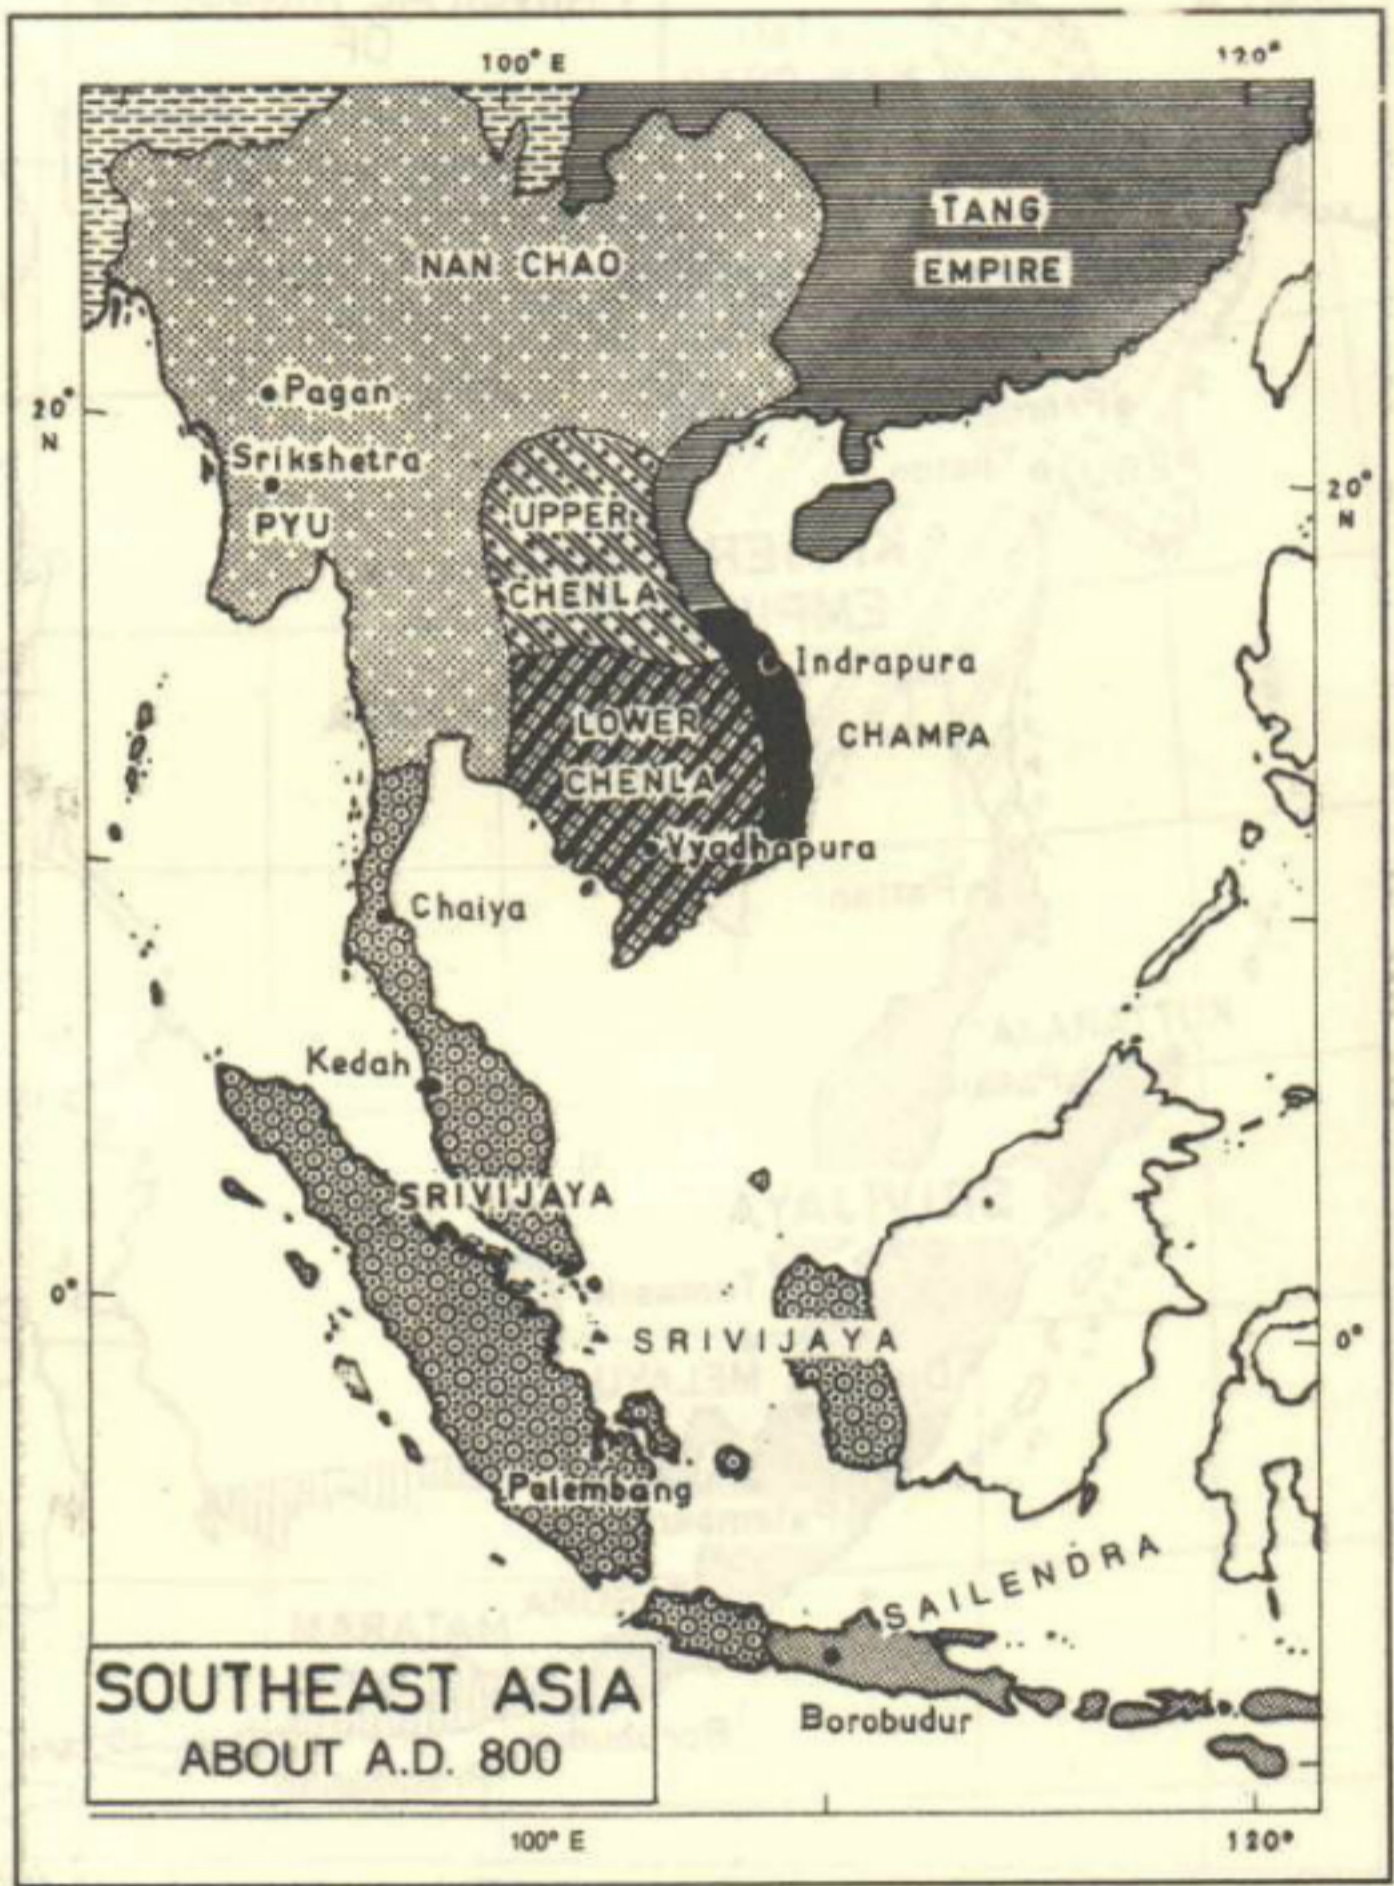 100° E
120°
TANG
EMPIRE
NAN CHAO
Pagan
20°
N
Srikshetra
PYU
20°
N
UPPER
CHENLA
Indrapura
LOWER
CHENLA
CHAMPA
Vyadhapura
Chaiya
Kedah
SRIVIJAYA
0°
SRIVIJAYA
0°
Palembang
SAILENDRA
SOUTHEAST ASIA
ABOUT A.D. 800
Borobudur
100° E
120°